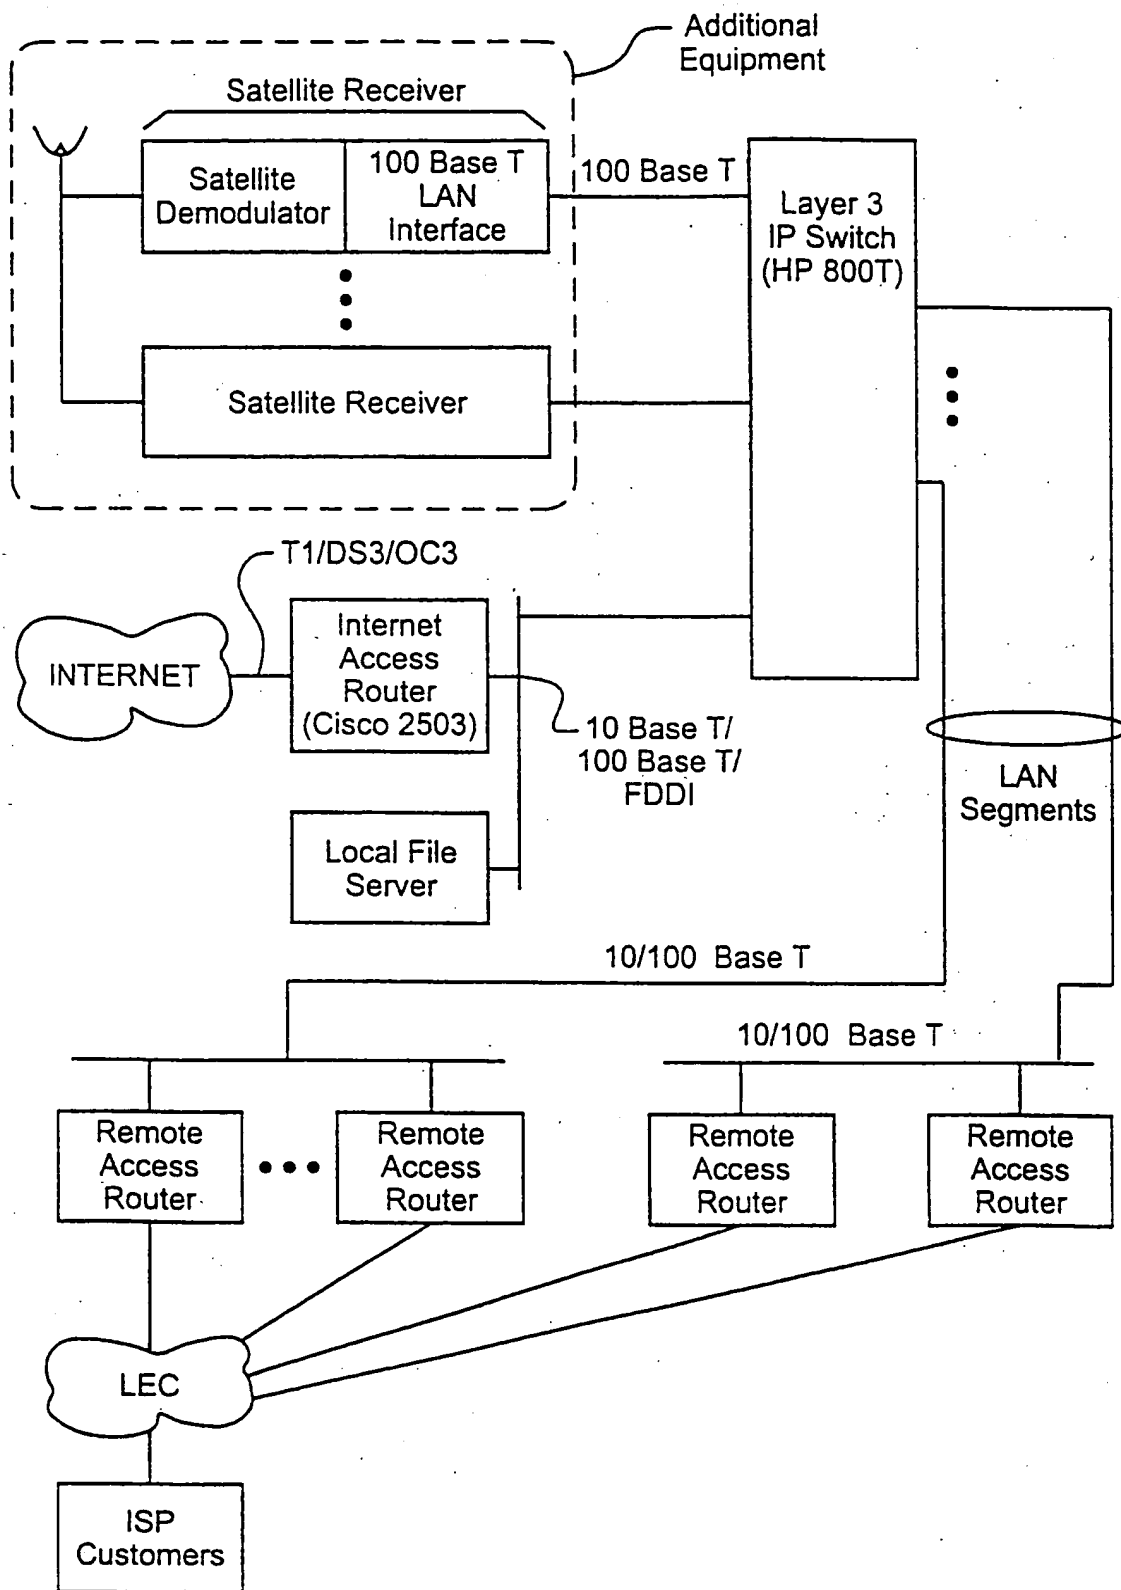 Additional
Equipment
Satellite Receiver
Satellite
Demodulator
100 Base T
LAN
Interface
100 Base T
Layer 3
IP Switch
(HP 800T)
Satellite Receiver
T1/DS3/OC3
INTERNET
Internet
Access
Router
(Cisco 2503)
10 Base T/
100 Base T/
FDDI
LAN
Segments
Local File
Server
10/100 Base T
10/100 Base T
Remote
Access
Router
Remote
Access
Router
Remote
Access
Router
Remote
Access
Router
LEC
ISP
Customers